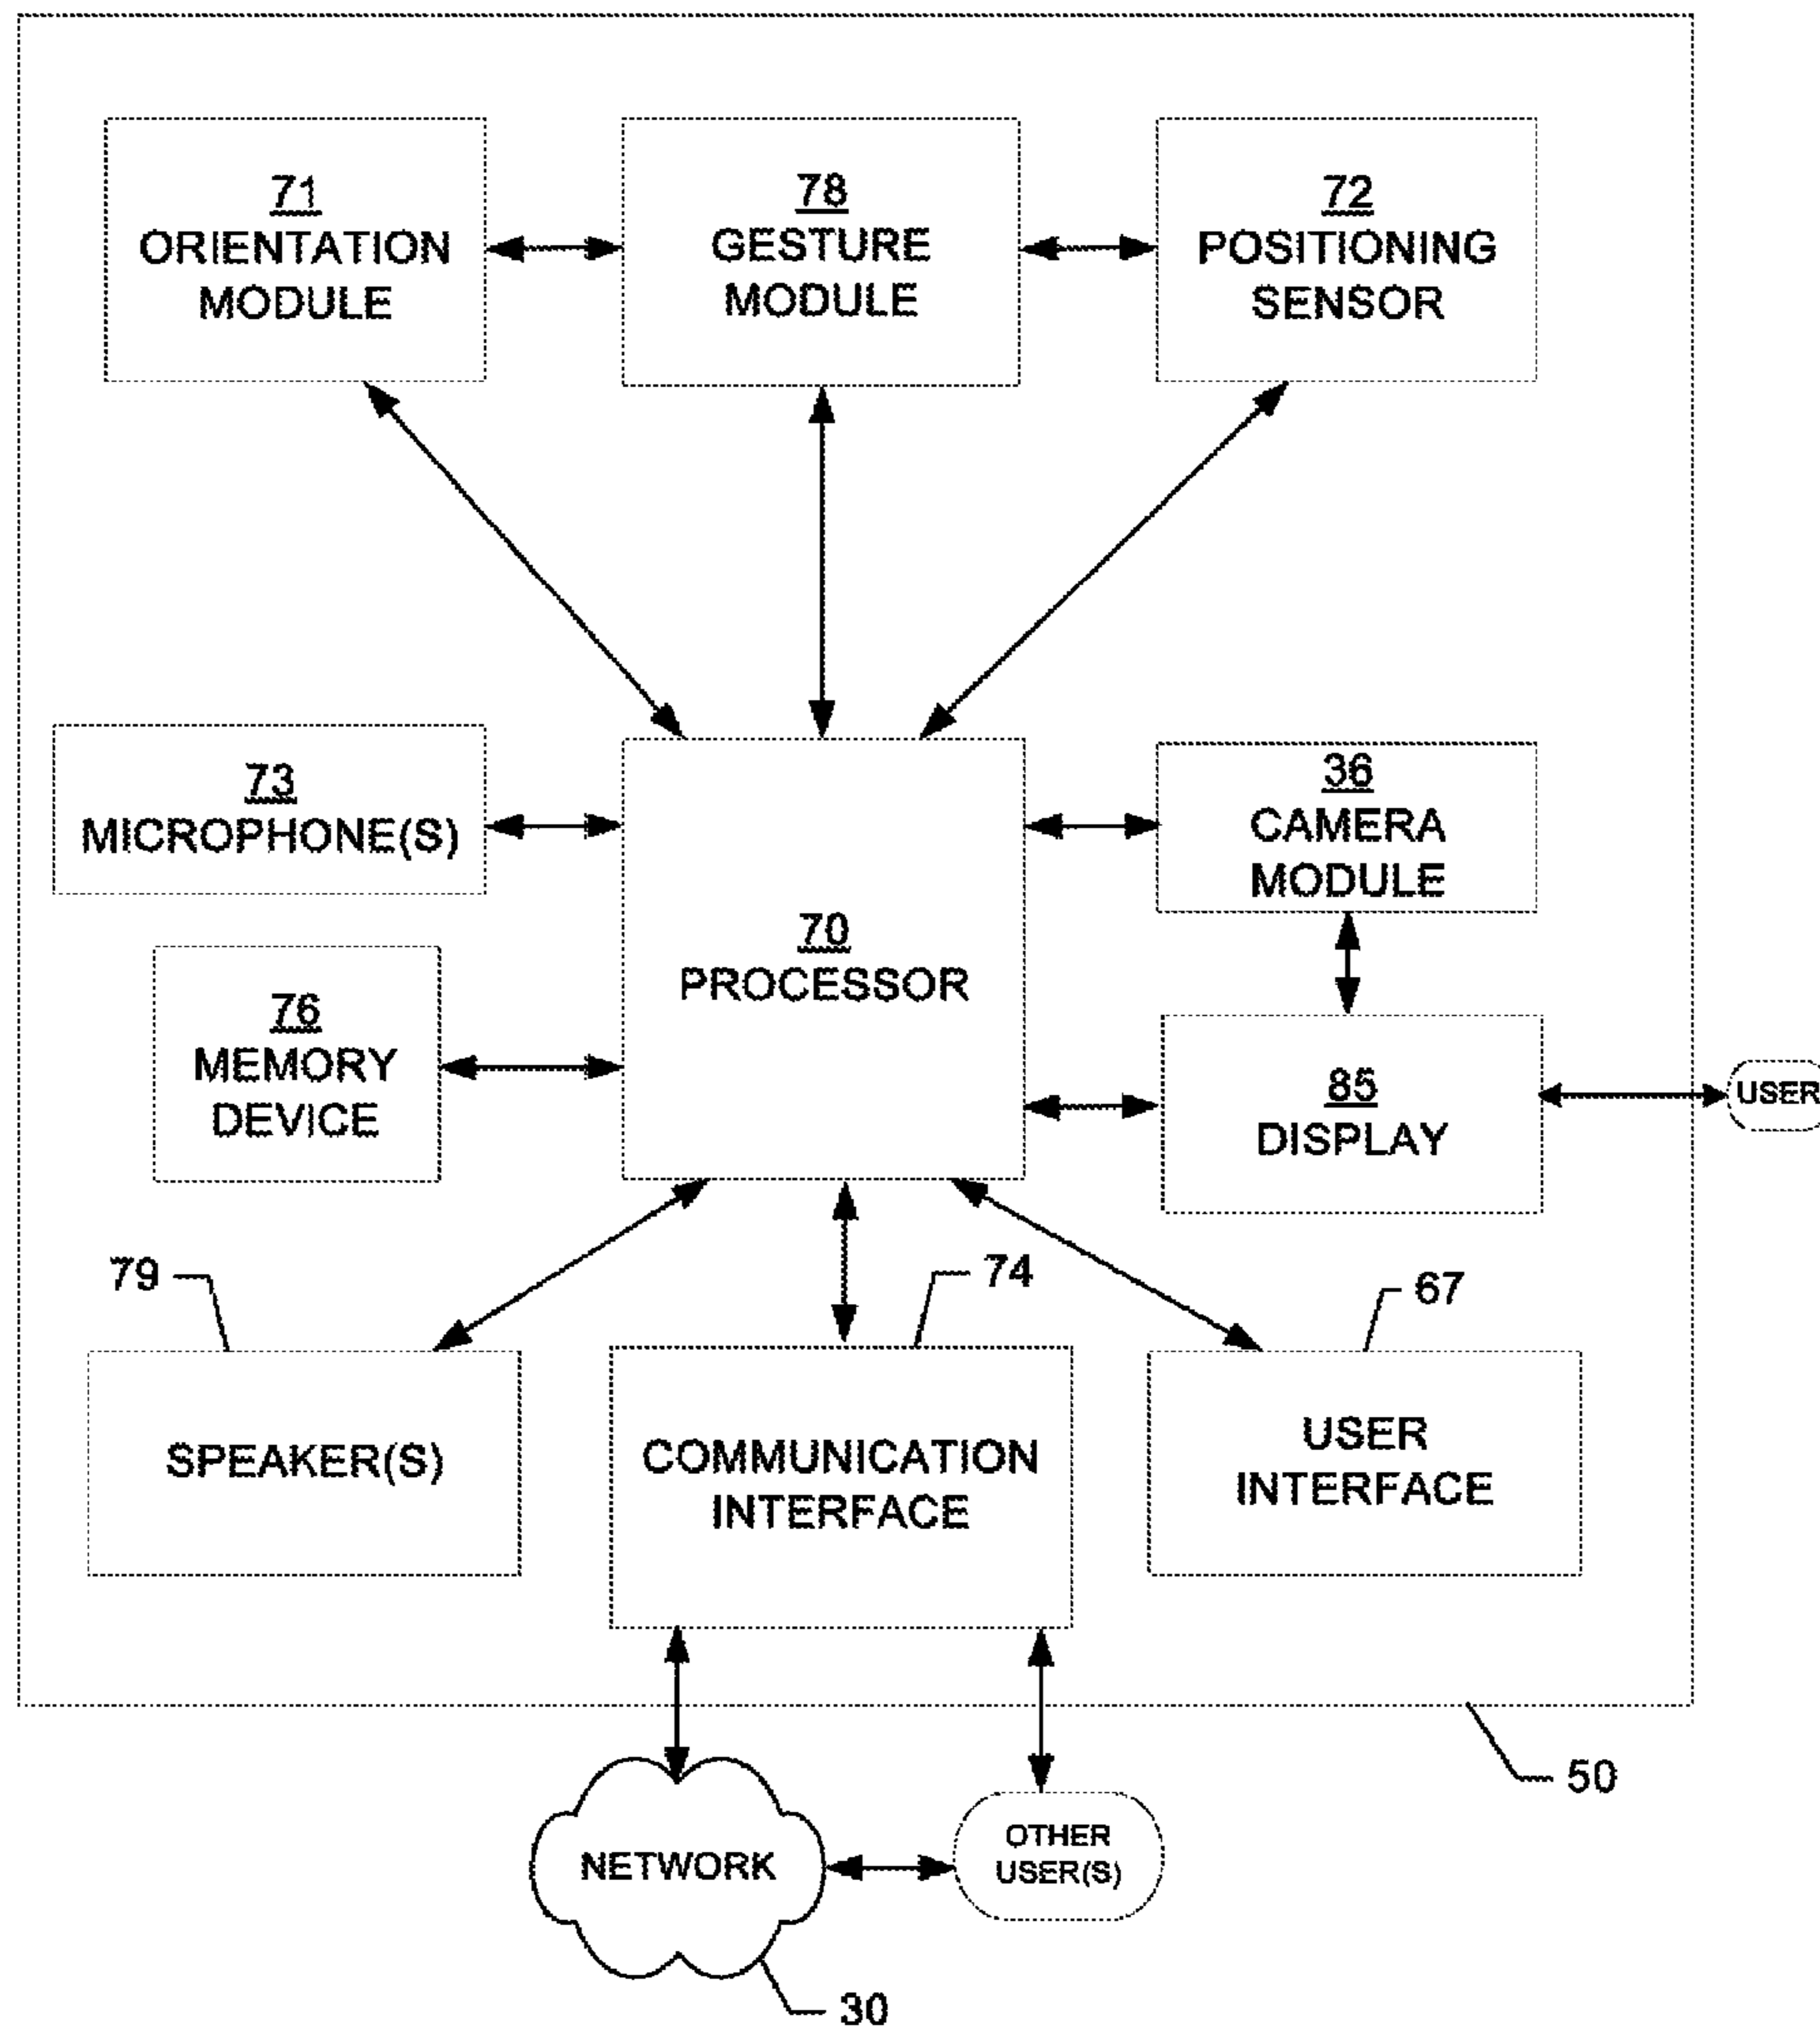 71
ORIENTATION
MODULE
78
GESTURE
MODULE
72
POSITIONING
SENSOR
73
MICROPHONE(S)
36
CAMERA
MODULE
70
PROCESSOR
76
MEMORY
DEVICE
85
DISPLAY
USER
79
74
67
SPEAKER(S)
COMMUNICATION
INTERFACE
USER
INTERFACE
50
NETWORK
OTHER
USER(S)
30